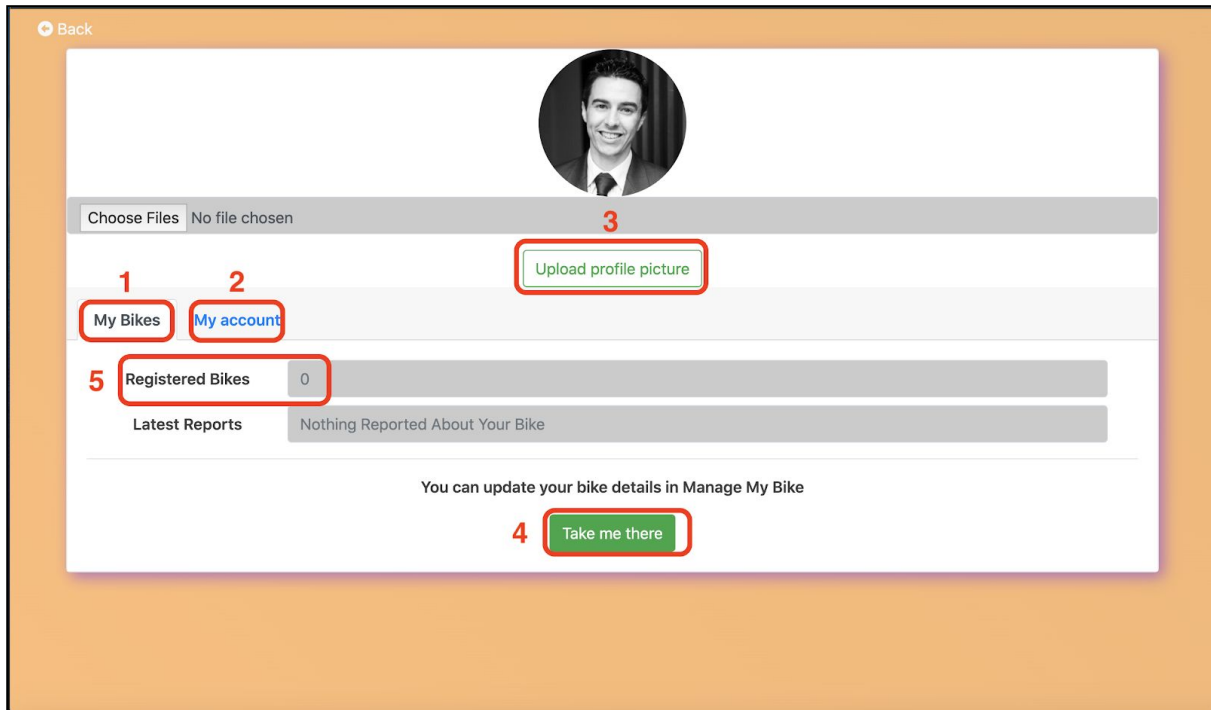 Back
Choose Files No file chosen
3
Upload profile picture
1 2
My Bikes My account
5 Registered Bikes 0
Latest Reports Nothing Reported About Your Bike
You can update your bike details in Manage My Bike
4 Take me there